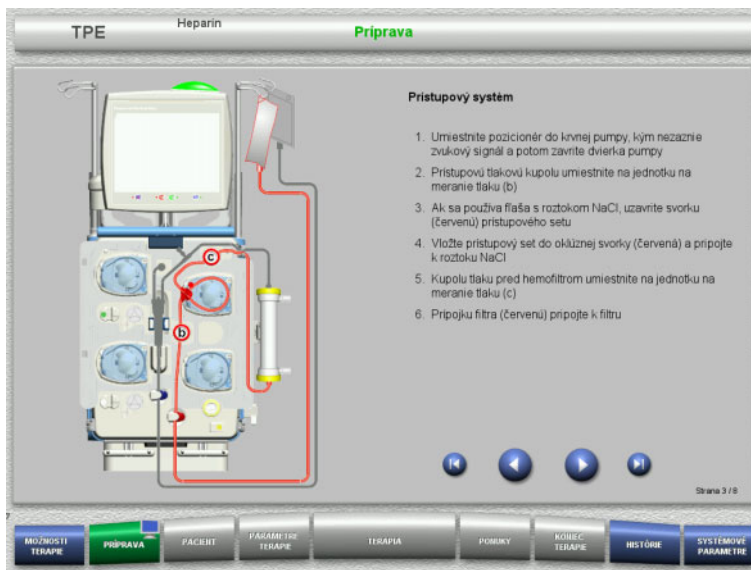 TPE
Heparín
Príprava
Prístupový systém
1. Umiestnite pozicionér do krvnej pumpy, kým nezaznie
zvukový signál a potom zavrite dvierka pumpy
2. Prístupovú tlakovú kupolu umiestnite na jednotku na
meranie tlaku (b)
3. Ak sa používa fľaša s roztokom NaCl, uzavrite svorku
(červenú) prístupového setu
4. Vložte prístupový set do oklúznej svorky (červená) a pripojte
k roztoku NaCl
5. Kupolu tlaku pred hemofiltrom umiestnite na jednotku na
meranie tlaku (c)
6. Prípojku filtra (červenú) pripojte k filtru
c
b
Strana 3 / 8
MOŽNOSTI
TERAPIE
PRÍPRAVA
PACIENT
PARAMETRE
TERAPIE
TERAPIA
PONUKY
KONIEC
TERAPIE
HISTÓRIE
SYSTÉMOVÉ
PARAMETRE